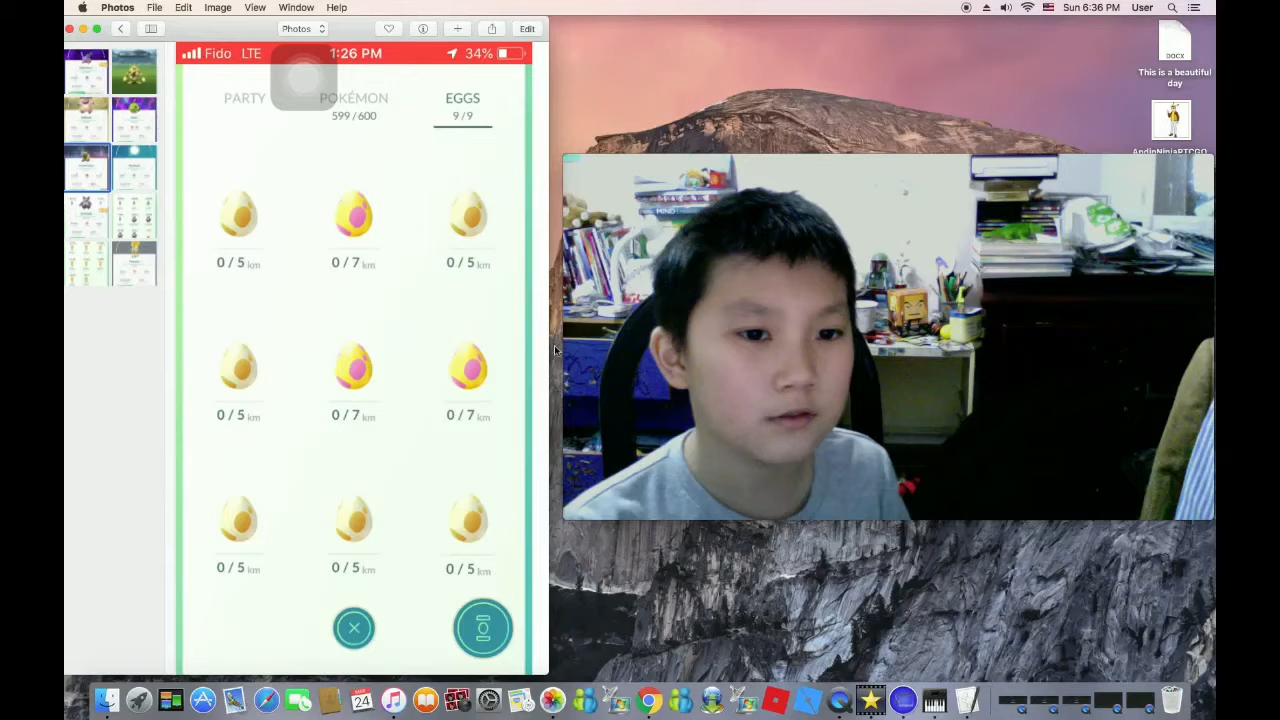 Photos File Edit Image View Window Help
Sun 6:36 PM User
Photos
Edit
Fido LTE 1:26 PM 34%
PARTY POKÉMON EGGS
599 / 600 9 / 9
0 / 5 km 0 / 7 km 0 / 5 km
0 / 5 km 0 / 7 km 0 / 7 km
0 / 5 km 0 / 5 km 0 / 5 km
DOCX
This is a beautiful
day
MIND
24